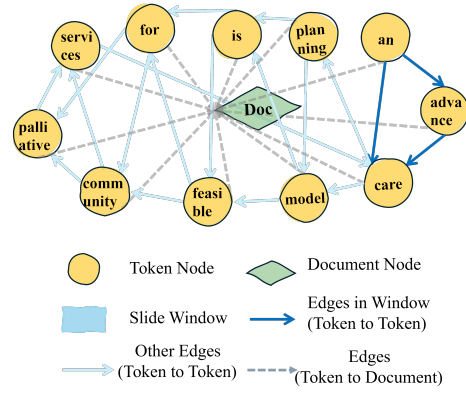 for
is
plan
ning
an
servi
ces
Doc
adva
nce
palli
ative
comm
unity
feasi
ble
model
care
Token Node
Document Node
Slide Window
Edges in Window
(Token to Token)
Other Edges
(Token to Token)
Edges
(Token to Document)